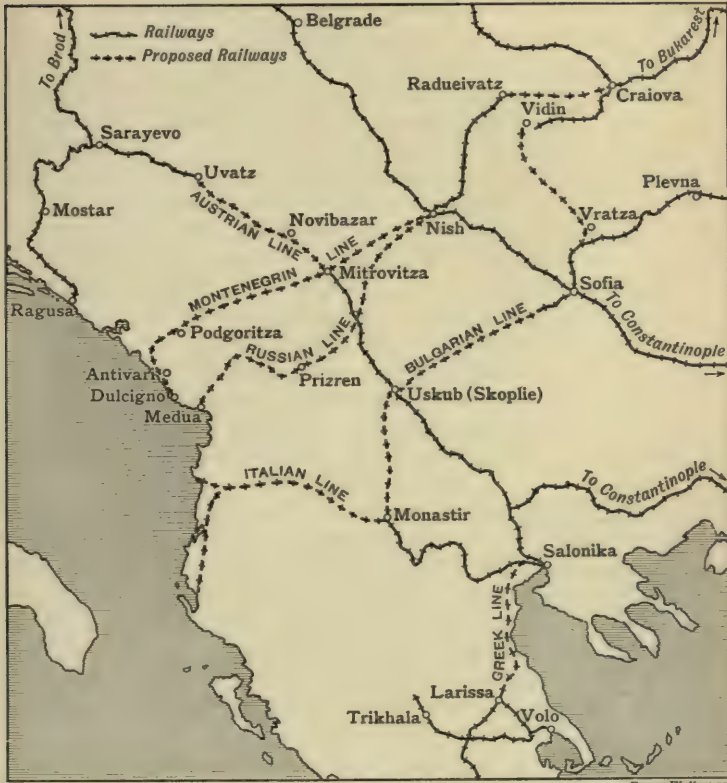 Belgrade
Railways
Proposed Railways
To Brod
To Bukarest
Radueivatz
Craiova
Vidin
Sarayevo
Uvatz
Plevna
Mostar
AUSTRIAN LINE
Novibazar
Nish
Vratza
MONTENEGRIN LINE
Mitrovitza
Sofia
Ragusa
Podgoritza
RUSSIAN LINE
BULGARIAN LINE
To Constantinople
Antivari
Prizren
Dulcigno
Medua
Uskub (Skoplie)
ITALIAN LINE
To Constantinople
Monastir
Salonika
GREEK LINE
Larissa
Trikhala
Volo